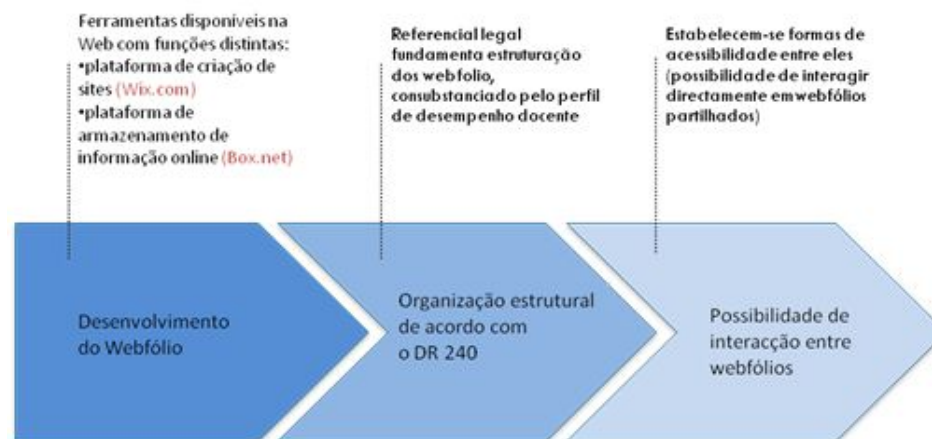 Ferramentas disponíveis na
Web com funções distintas:
•plataforma de criação de
sites (Wix.com)
•plataforma de
armazenamento de
informação online (Box.net)
Referencial legal
fundamenta estruturação
dos webfolio,
consubstanciado pelo perfil
de desempenho docente
Estabelecem-se formas de
acessibilidade entre eles
(possibilidade de interagir
directamente em webfólios
partilhados)
Desenvolvimento
do Webfólio
Organização estrutural
de acordo com
o DR 240
Possibilidade de
interacção entre
webfólios